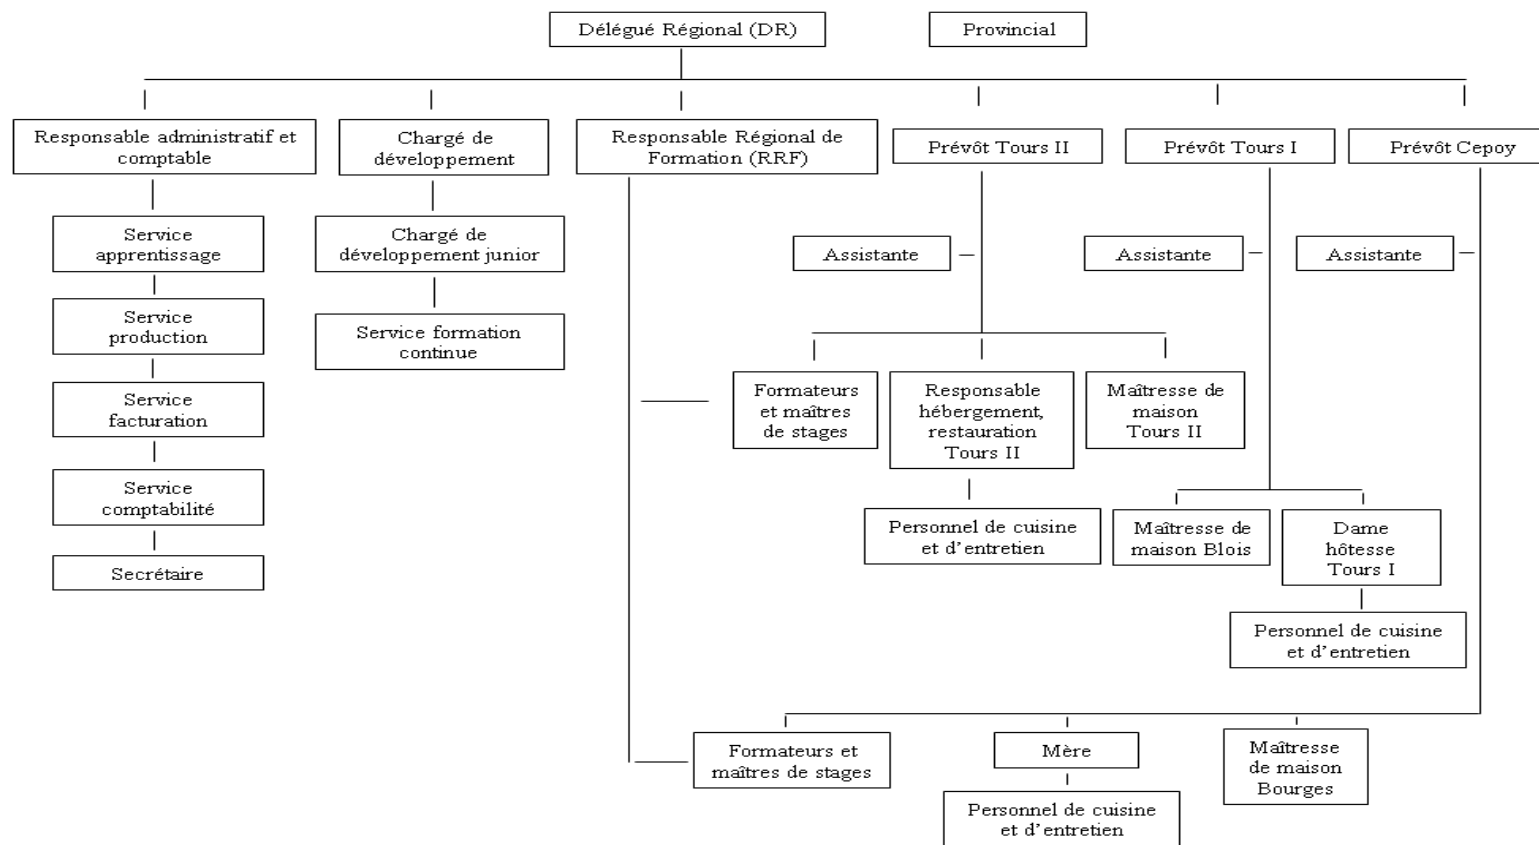 Délégué Régional (DR)
Provincial
Responsable administratif et
comptable
Chargé de
développement
Responsable Régional de
Formation (RRF)
Prévôt Tours II
Prévôt Tours I
Prévôt Cepoy
Service
apprentissage
Chargé de
développement junior
Assistante
Assistante
Assistante
Service
production
Service formation
continue
Service
facturation
Formateurs
et maîtres
de stages
Responsable
hébergement,
restauration
Tours II
Maîtresse de
maison
Tours II
Service
comptabilité
Personnel de cuisine
et d'entretien
Maîtresse de
maison Blois
Dame
hôtesse
Tours I
Secrétaire
Personnel de cuisine
et d'entretien
Formateurs et
maîtres de stages
Mère
Maîtresse
de maison
Bourges
Personnel de cuisine
et d'entretien